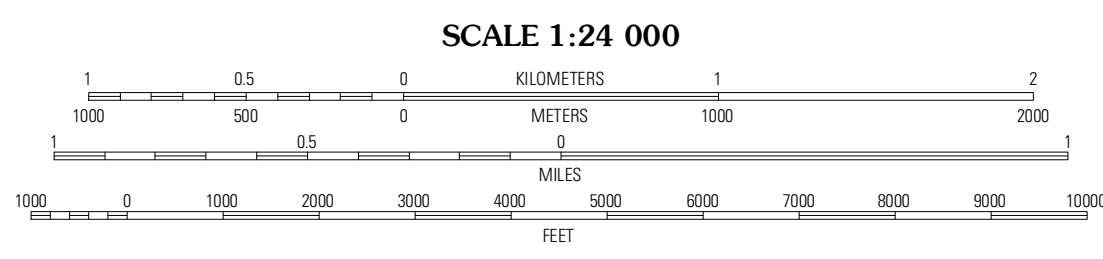 SCALE 1:24 000
1 0.5 0 KILOMETERS 1 2
1000 500 0 METERS 1000 2000
1 0.5 0 1
MILES
1000 0 1000 2000 3000 4000 5000 6000 7000 8000 9000 10000
FEET